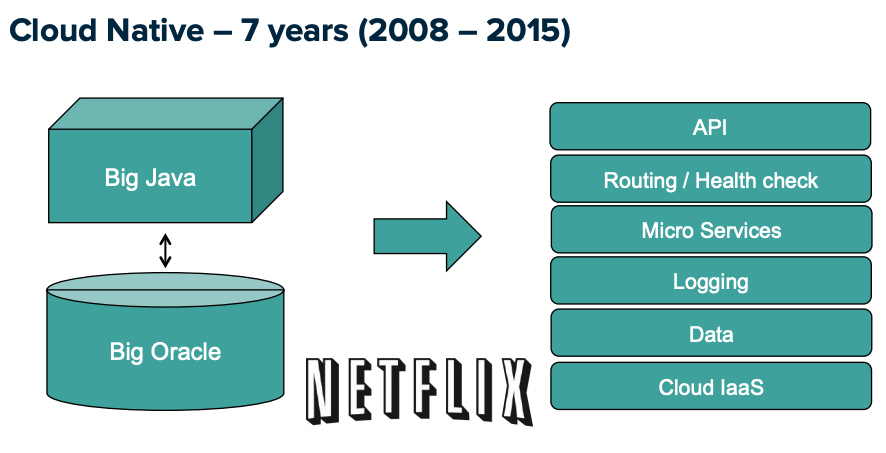 Cloud Native – 7 years (2008 – 2015)
Big Java
Big Oracle
NETFLIX
API
Routing / Health check
Micro Services
Logging
Data
Cloud IaaS